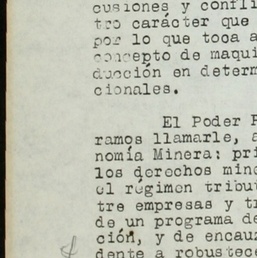 cusiones y confli
tro carácter que
por lo que toca a
concepto de maqui
ducción en determ
cionales.
El Poder P
ramos llamarle, a
nomía Minera: pri
los derechos mine
el régimen tribut
tre empresas y tr
de un programa de
ción, y de encauz
dente a robustece